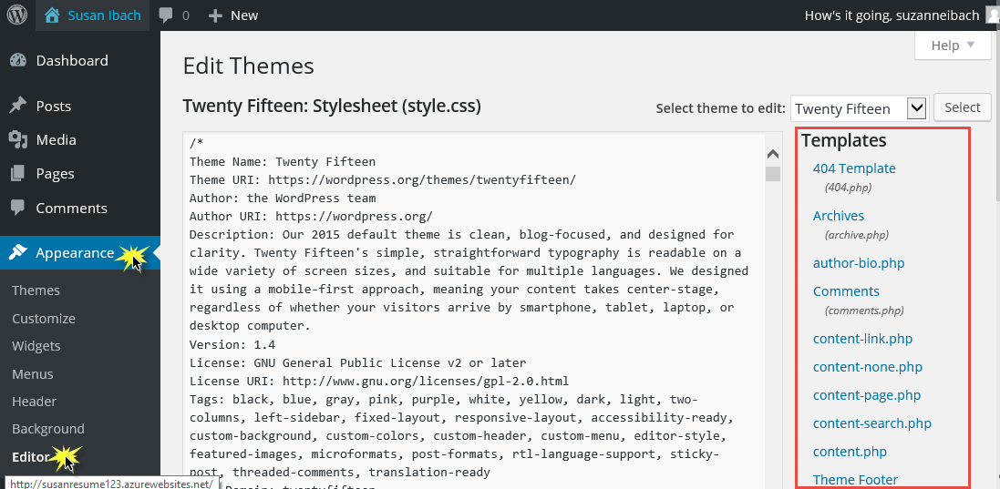 Susan Ibach 0 New How's it going, suzanneibach
Help
Dashboard
Posts
Media
Pages
Comments
Appearance
Themes
Customize
Widgets
Menus
Header
Background
Editor
http://susanresume123.azurewebsites.net/
Edit Themes
Twenty Fifteen: Stylesheet (style.css)
Select theme to edit: Twenty Fifteen Select
/*
Theme Name: Twenty Fifteen
Theme URI: https://wordpress.org/themes/twentyfifteen/
Author: the WordPress team
Author URI: https://wordpress.org/
Description: Our 2015 default theme is clean, blog-focused, and designed for
clarity. Twenty Fifteen's simple, straightforward typography is readable on a
wide variety of screen sizes, and suitable for multiple languages. We designed
it using a mobile-first approach, meaning your content takes center-stage,
regardless of whether your visitors arrive by smartphone, tablet, laptop, or
desktop computer.
Version: 1.4
License: GNU General Public License v2 or later
License URI: http://www.gnu.org/licenses/gpl-2.0.html
Tags: black, blue, gray, pink, purple, white, yellow, dark, light, two-
columns, left-sidebar, fixed-layout, responsive-layout, accessibility-ready,
custom-background, custom-colors, custom-header, custom-menu, editor-style,
featured-images, microformats, post-formats, rtl-language-support, sticky-
post, threaded-comments, translation-ready
Templates
404 Template
(404.php)
Archives
(archive.php)
author-bio.php
Comments
(comments.php)
content-link.php
content-none.php
content-page.php
content-search.php
content.php
Theme Footer